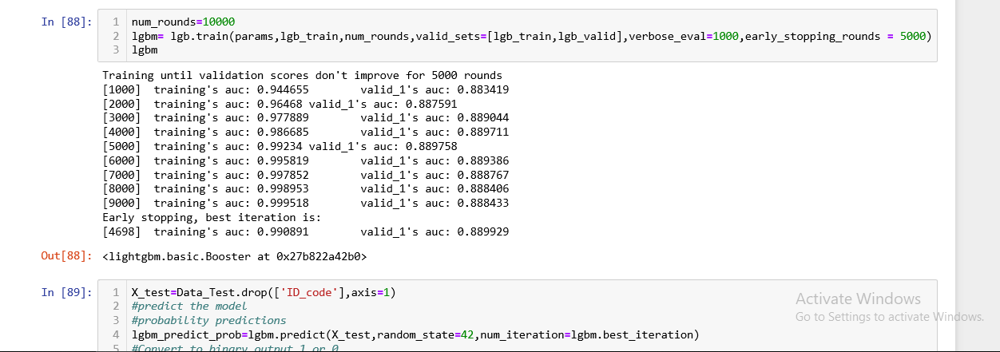 In [88]:
1 num_rounds=10000
2 lgbm= lgb.train(params,lgb_train,num_rounds,valid_sets=[lgb_train,lgb_valid],verbose_eval=1000,early_stopping_rounds = 5000)
3 lgbm
Training until validation scores don't improve for 5000 rounds
[1000] training's auc: 0.944655 valid_1's auc: 0.883419
[2000] training's auc: 0.96468 valid_1's auc: 0.887591
[3000] training's auc: 0.977889 valid_1's auc: 0.889044
[4000] training's auc: 0.986685 valid_1's auc: 0.889711
[5000] training's auc: 0.99234 valid_1's auc: 0.889758
[6000] training's auc: 0.995819 valid_1's auc: 0.889386
[7000] training's auc: 0.997852 valid_1's auc: 0.888767
[8000] training's auc: 0.998953 valid_1's auc: 0.888406
[9000] training's auc: 0.999518 valid_1's auc: 0.888433
Early stopping, best iteration is:
[4698] training's auc: 0.990891 valid_1's auc: 0.889929
Out[88]: <lightgbm.basic.Booster at 0x27b822a42b0>
In [89]:
1 X_test=Data_Test.drop(['ID_code'],axis=1)
2 #predict the model
3 #probability predictions
4 lgbm_predict_prob=lgbm.predict(X_test,random_state=42,num_iteration=lgbm.best_iteration)
5 #Convert to binary output 1 or 0
Activate Windows
Go to Settings to activate Windows.